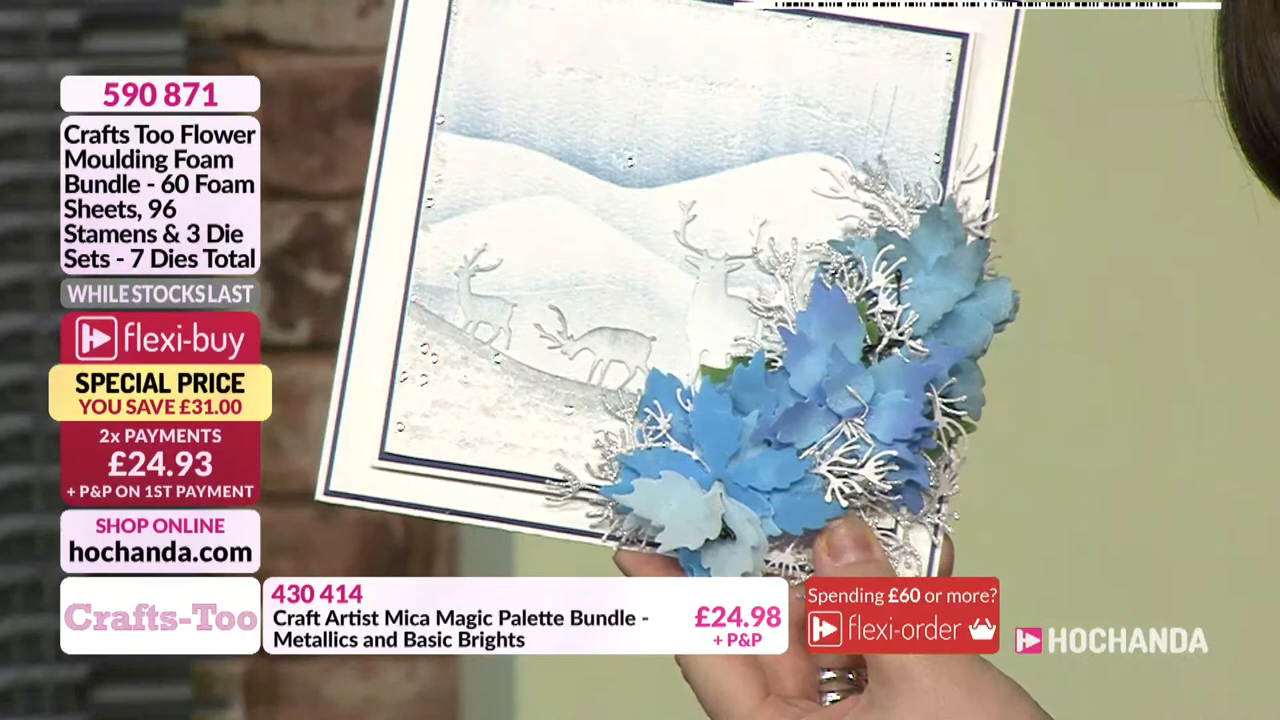 590 871
Crafts Too Flower
Moulding Foam
Bundle - 60 Foam
Sheets, 96
Stamens & 3 Die
Sets - 7 Dies Total
WHILE STOCKS LAST
flexi-buy
SPECIAL PRICE
YOU SAVE £31.00
2x PAYMENTS
£24.93
+ P&P ON 1ST PAYMENT
SHOP ONLINE
hochanda.com
Crafts-Too
430 414
Craft Artist Mica Magic Palette Bundle -
Metallics and Basic Brights
£24.98
+ P&P
Spending £60 or more?
flexi-order
HOCHANDA